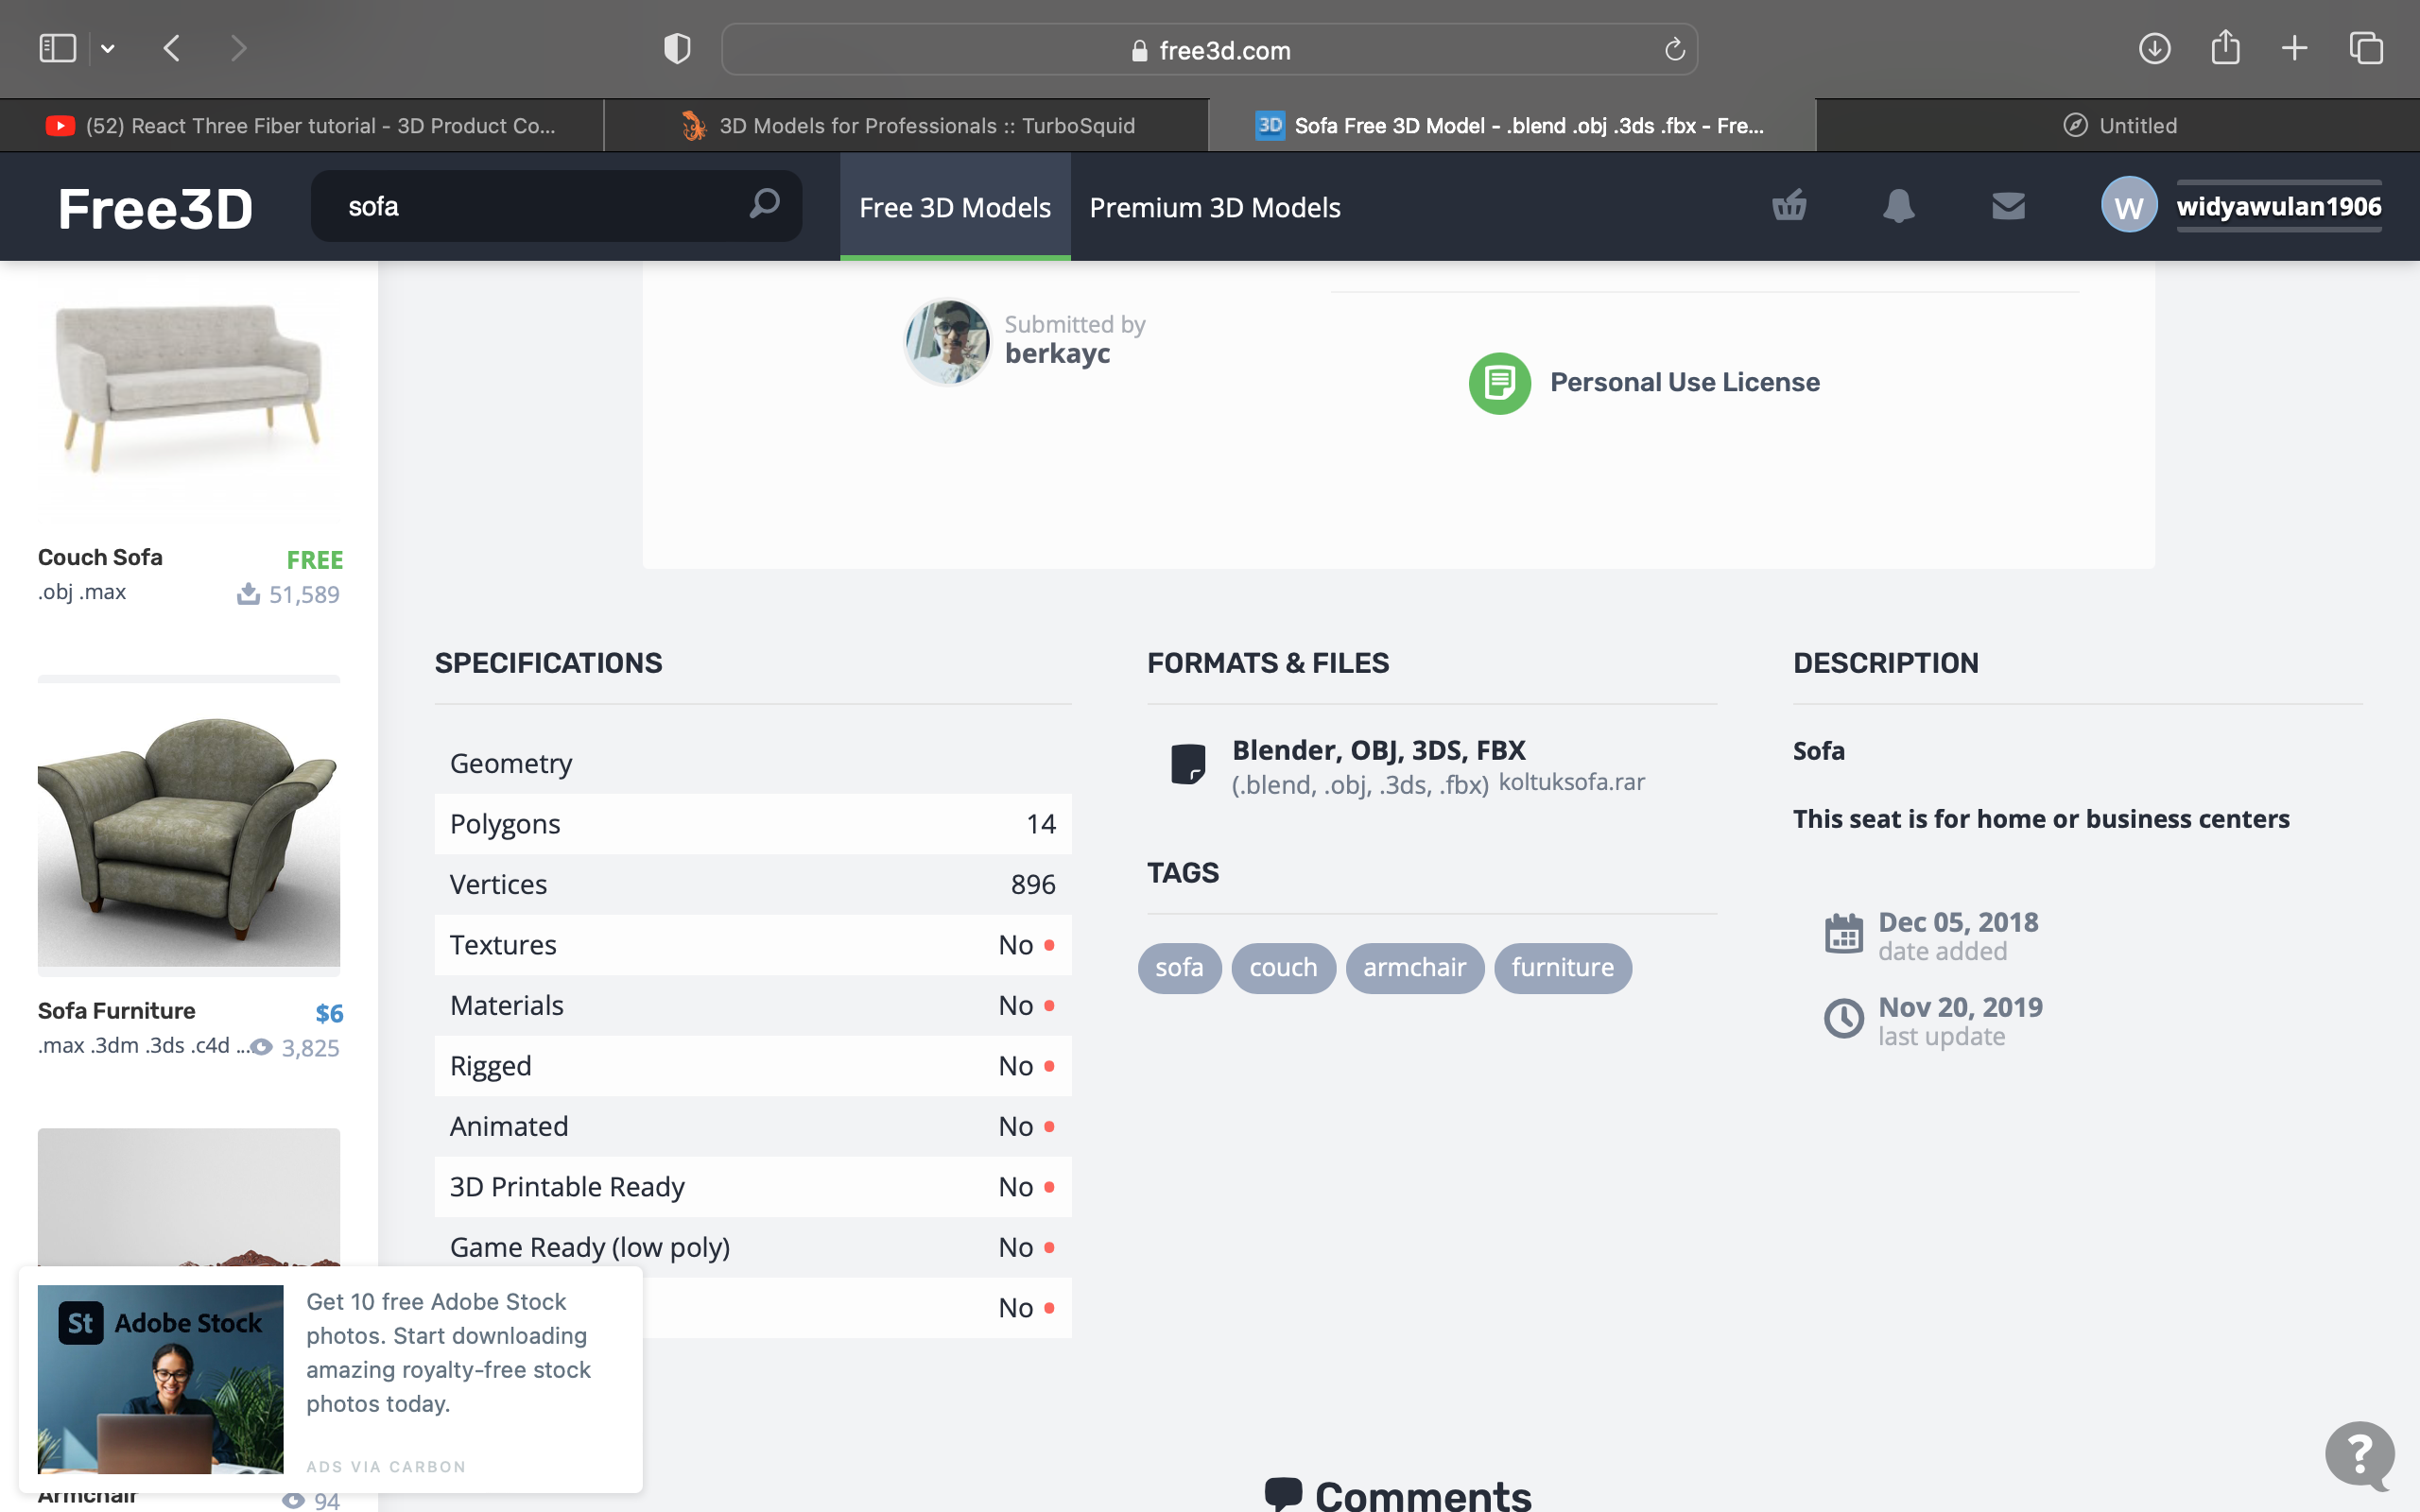 free3d.com
(52) React Three Fiber tutorial - 3D Product Co...
3D Models for Professionals :: TurboSquid
3D Sofa Free 3D Model - .blend .obj .3ds .fbx - Fre...
Untitled
Free3D
sofa
Free 3D Models
Premium 3D Models
W
widyawulan1906
Submitted by
berkayc
Personal Use License
Couch Sofa FREE
.obj .max 51,589
Sofa Furniture $6
.max .3dm .3ds .c4d ... 3,825
SPECIFICATIONS
Geometry
Polygons 14
Vertices 896
Textures No
Materials No
Rigged No
Animated No
3D Printable Ready No
Game Ready (low poly) No
No
FORMATS & FILES
Blender, OBJ, 3DS, FBX
(.blend, .obj, .3ds, .fbx) koltuksofa.rar
TAGS
sofa couch armchair furniture
DESCRIPTION
Sofa
This seat is for home or business centers
Dec 05, 2018
date added
Nov 20, 2019
last update
St Adobe Stock
Get 10 free Adobe Stock
photos. Start downloading
amazing royalty-free stock
photos today.
ADS VIA CARBON
Armchair 94
Comments
?